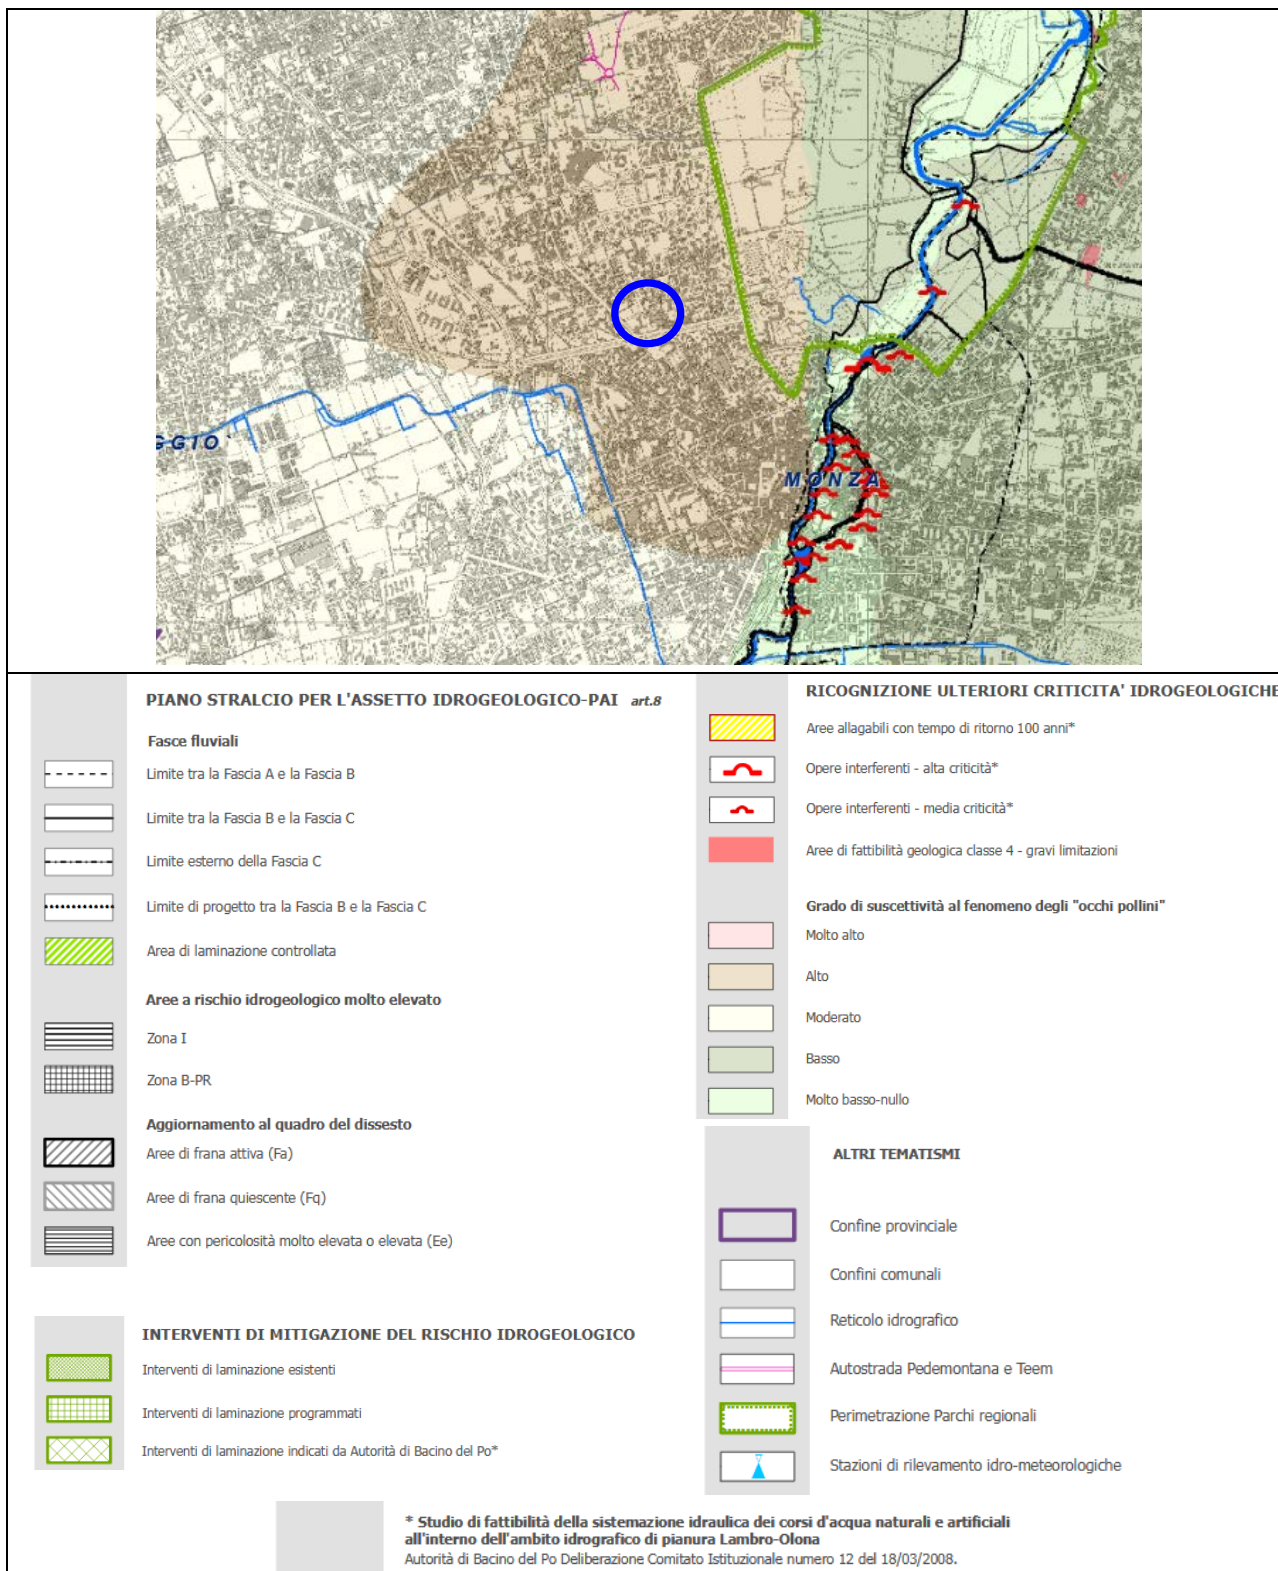 GGIO
MONZA
PIANO STRALCIO PER L'ASSETTO IDROGEOLOGICO-PAI art.8
Fasce fluviali
Limite tra la Fascia A e la Fascia B
Limite tra la Fascia B e la Fascia C
Limite esterno della Fascia C
Limite di progetto tra la Fascia B e la Fascia C
Area di laminazione controllata
Aree a rischio idrogeologico molto elevato
Zona I
Zona B-PR
Aggiornamento al quadro del dissesto
Aree di frana attiva (Fa)
Aree di frana quiescente (Fq)
Aree con pericolosità molto elevata o elevata (Ee)
INTERVENTI DI MITIGAZIONE DEL RISCHIO IDROGEOLOGICO
Interventi di laminazione esistenti
Interventi di laminazione programmati
Interventi di laminazione indicati da Autorità di Bacino del Po*
RICOGNIZIONE ULTERIORI CRITICITA' IDROGEOLOGICHE
Aree allagabili con tempo di ritorno 100 anni*
Opere interferenti - alta criticità*
Opere interferenti - media criticità*
Aree di fattibilità geologica classe 4 - gravi limitazioni
Grado di suscettività al fenomeno degli "occhi pollini"
Molto alto
Alto
Moderato
Basso
Molto basso-nullo
ALTRI TEMATISMI
Confine provinciale
Confini comunali
Reticolo idrografico
Autostrada Pedemontana e Teem
Perimetrazione Parchi regionali
Stazioni di rilevamento idro-meteorologiche
* Studio di fattibilità della sistemazione idraulica dei corsi d'acqua naturali e artificiali
all'interno dell'ambito idrografico di pianura Lambro-Olona
Autorità di Bacino del Po Deliberazione Comitato Istituzionale numero 12 del 18/03/2008.